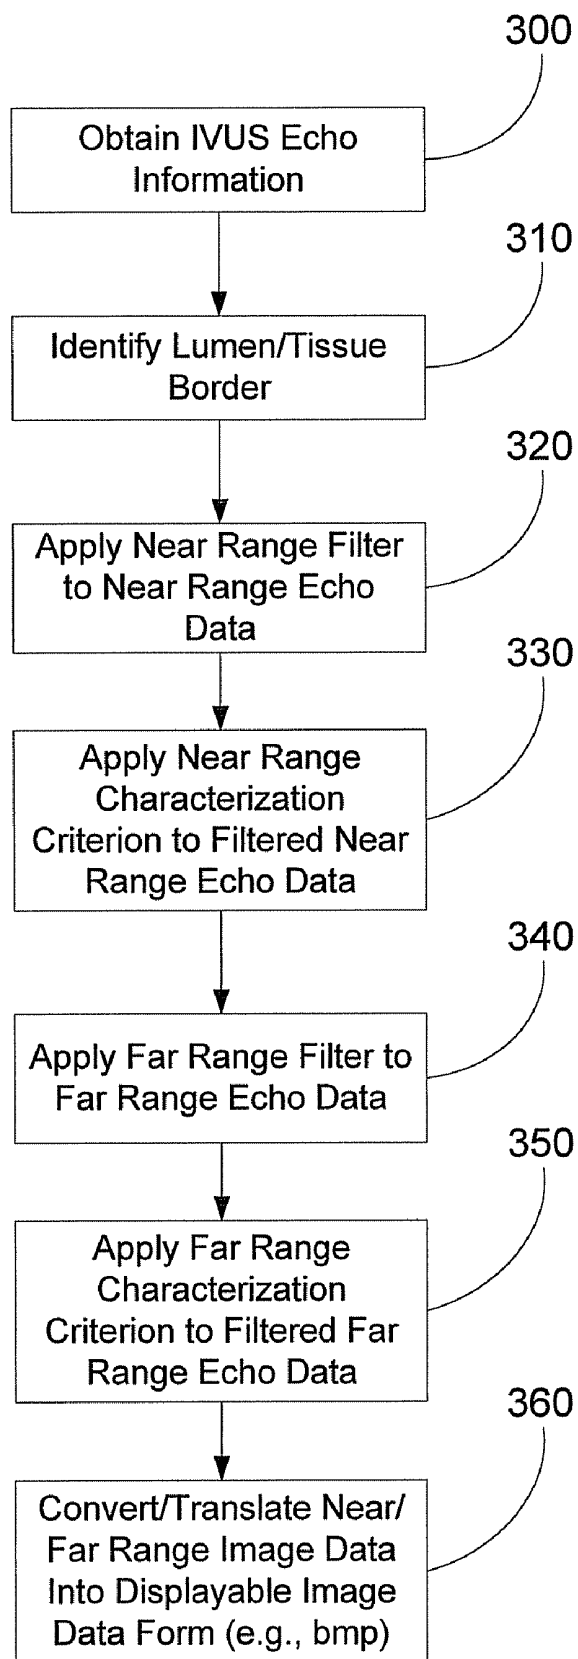 300
Obtain IVUS Echo
Information
310
Identify Lumen/Tissue
Border
320
Apply Near Range Filter
to Near Range Echo
Data
330
Apply Near Range
Characterization
Criterion to Filtered Near
Range Echo Data
340
Apply Far Range Filter to
Far Range Echo Data
350
Apply Far Range
Characterization
Criterion to Filtered Far
Range Echo Data
360
Convert/Translate Near/
Far Range Image Data
Into Displayable Image
Data Form (e.g., bmp)